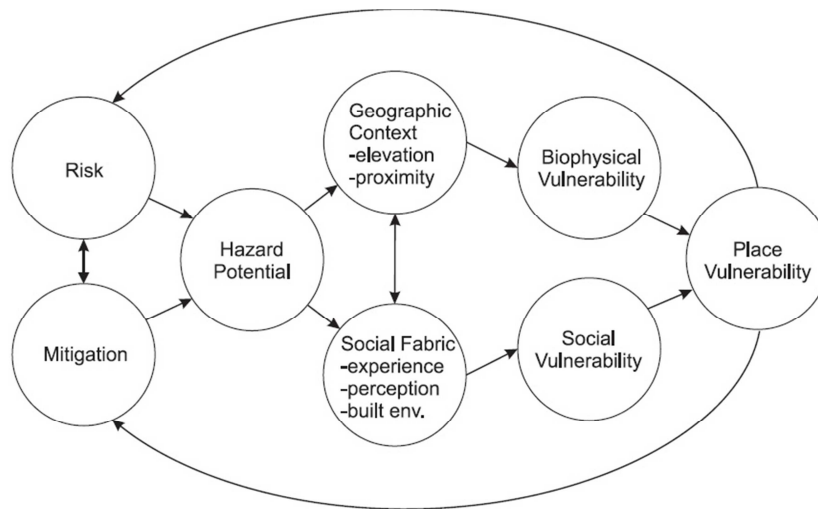 Risk
Mitigation
Hazard
Potential
Geographic
Context
-elevation
-proximity
Social Fabric
-experience
-perception
-built env.
Biophysical
Vulnerability
Social
Vulnerability
Place
Vulnerability